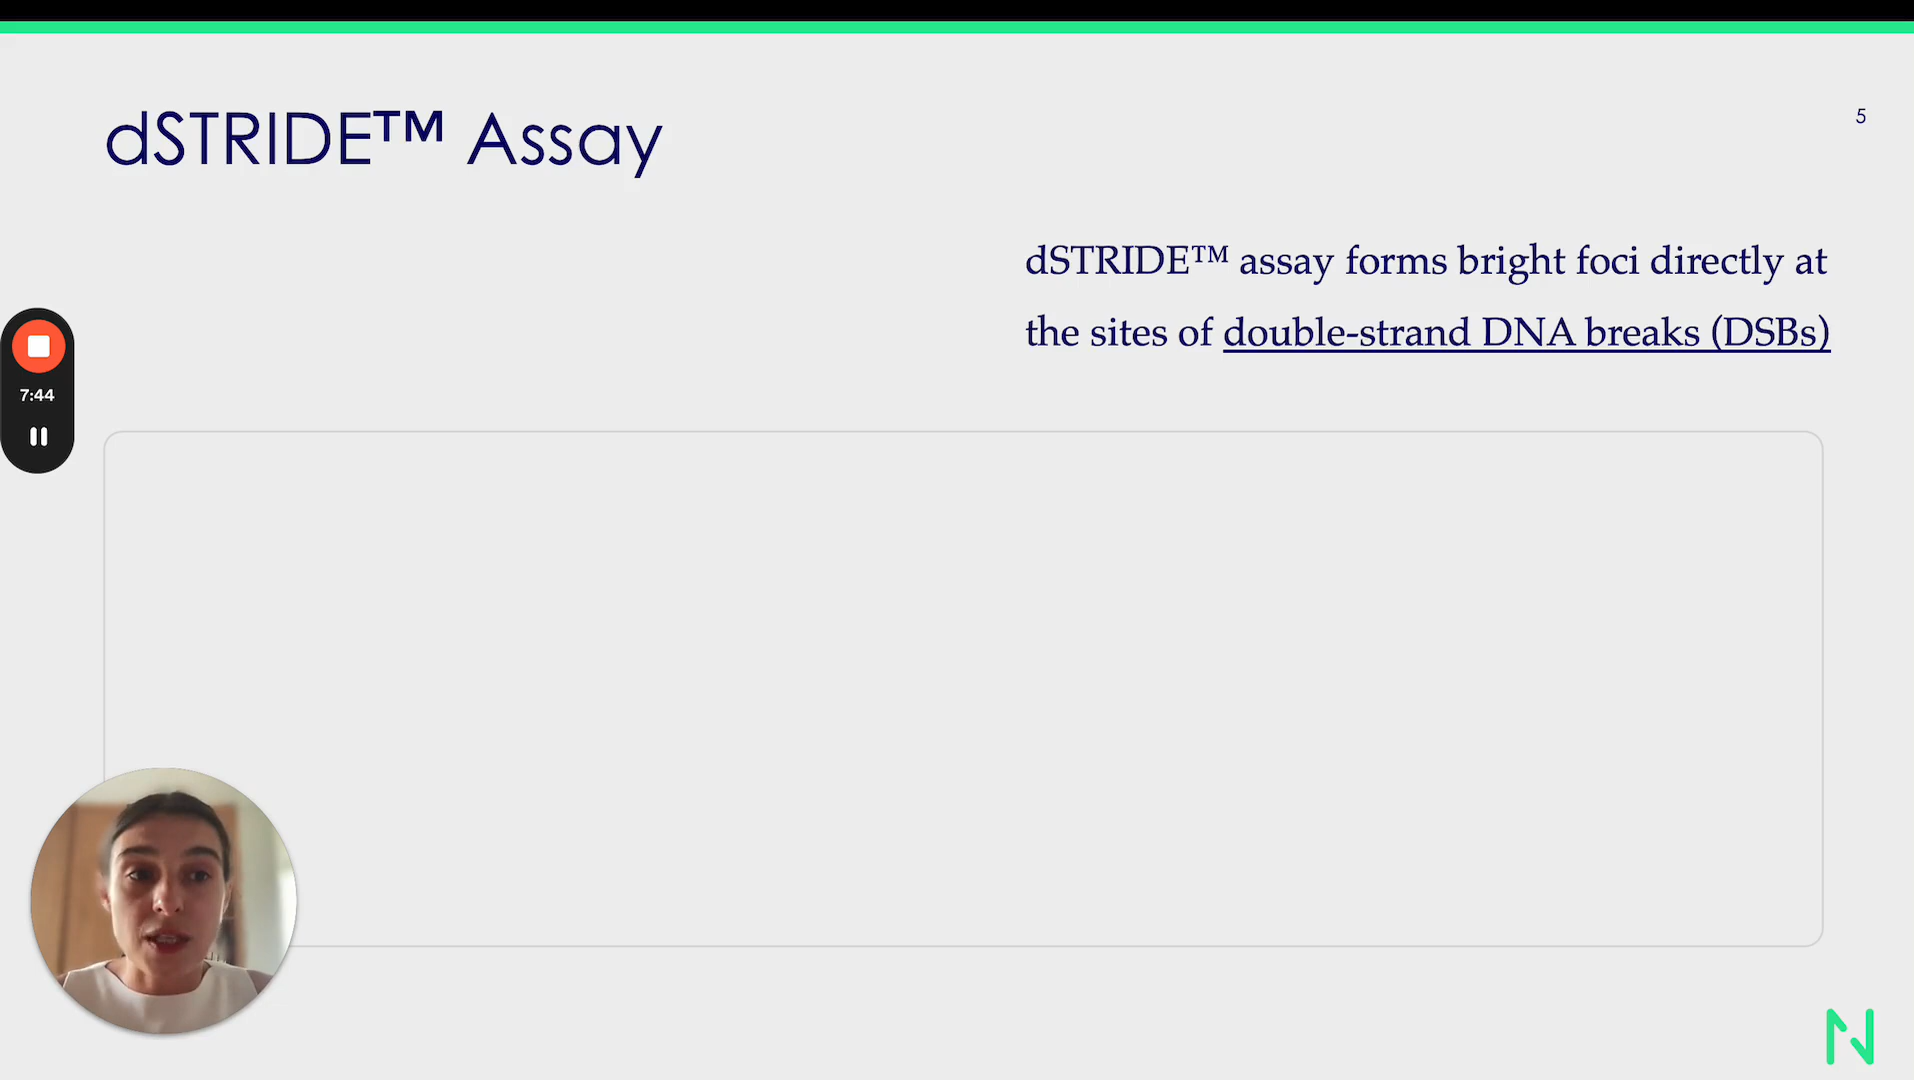 dSTRIDE™ Assay
5
dSTRIDE™ assay forms bright foci directly at
the sites of double-strand DNA breaks (DSBs)
7:44